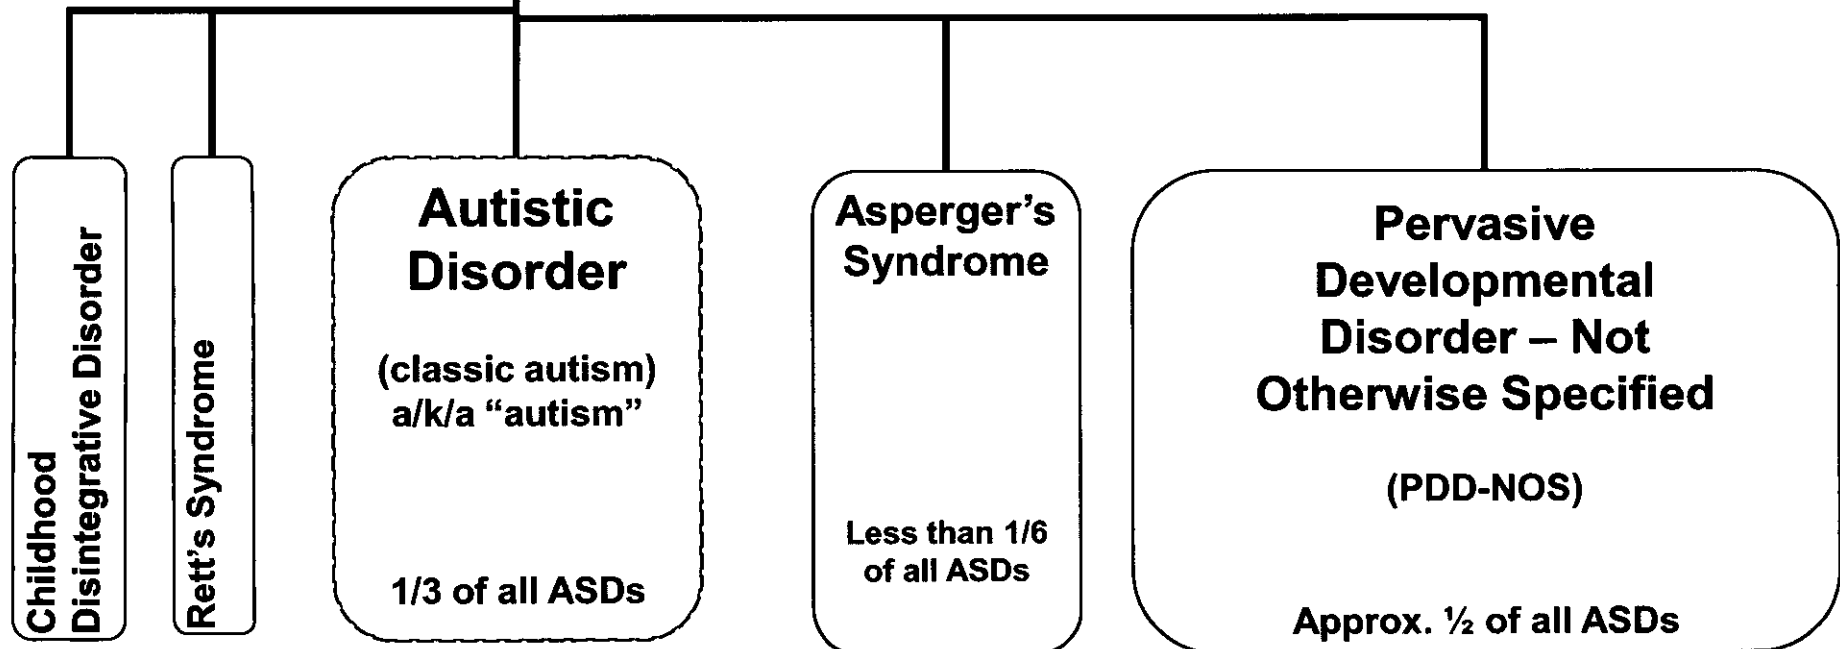 Childhood
Disintegrative Disorder
Rett's Syndrome
Autistic
Disorder
(classic autism)
a/k/a “autism”
1/3 of all ASDs
Asperger’s
Syndrome
Less than 1/6
of all ASDs
Pervasive
Developmental
Disorder – Not
Otherwise Specified
(PDD-NOS)
Approx. ½ of all ASDs